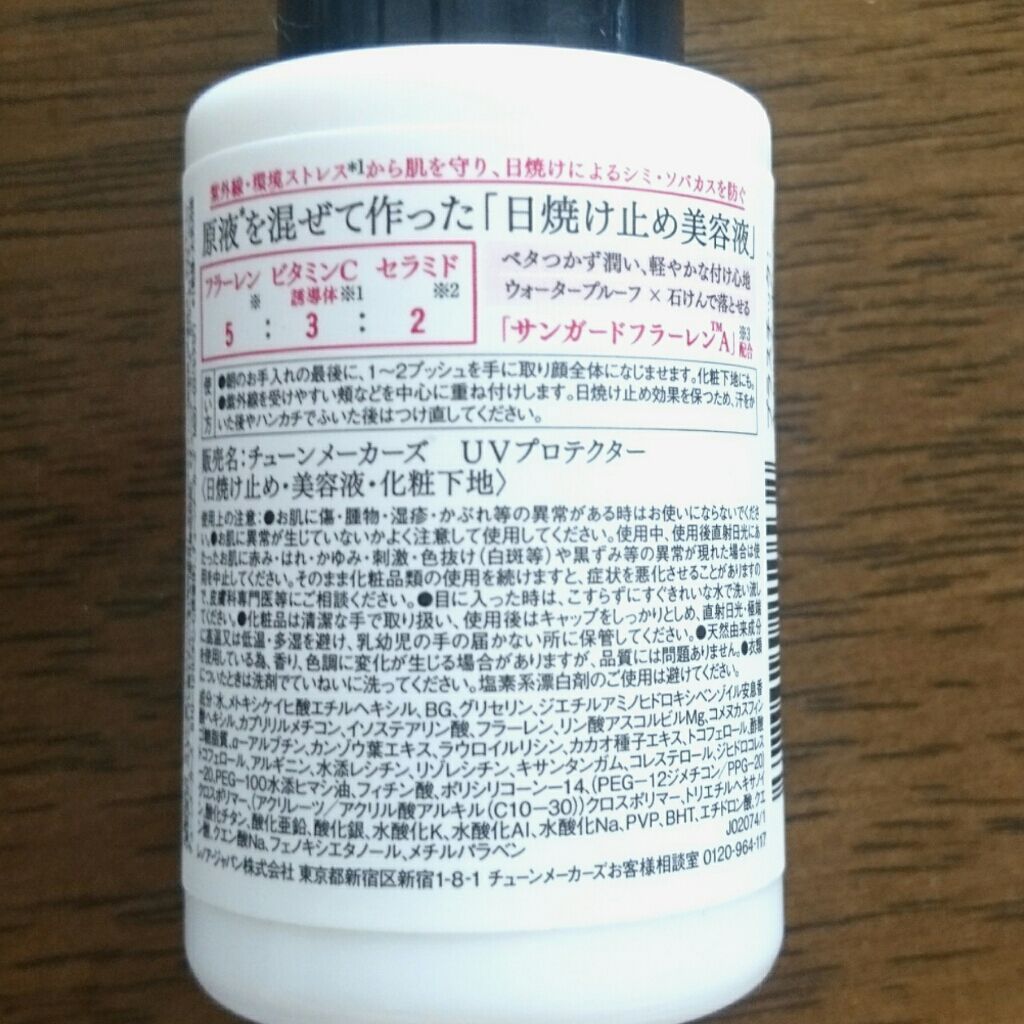 紫外線・環境ストレス*1から肌を守り、日焼けによるシミ・ソバカスを防ぐ
原液*を混ぜて作った「日焼け止め美容液」
フラーレン※ ビタミンC誘導体※1 セラミド※2
5 : 3 : 2
ベタつかず潤い、軽やかな付け心地
ウォータープルーフ × 石けんで落とせる
「サンガードフラーレン™A」※3配合
使い方
●朝のお手入れの最後に、1〜2プッシュを手に取り顔全体になじませます。化粧下地にも。
●紫外線を受けやすい頬などを中心に重ね付けします。日焼け止め効果を保つため、汗をか
いた後やハンカチでふいた後はつけ直してください。
販売名:チューンメーカーズ UVプロテクター
〈日焼け止め・美容液・化粧下地〉
使用上の注意:●お肌に傷・腫物・湿疹・かぶれ等の異常がある時はお使いにならないでくださ
い。●お肌に異常が生じていないかよく注意して使用してください。使用中、使用後直射日光にあ
たったお肌に赤み・はれ・かゆみ・刺激・色抜け(白斑等)や黒ずみ等の異常が現れた場合は使
用を中止してください。そのまま化粧品類の使用を続けますと、症状を悪化させることがありますの
で、皮膚科専門医等にご相談ください。●目に入った時は、こすらずにすぐきれいな水で洗い流し
てください。●化粧品は清潔な手で取り扱い、使用後はキャップをしっかりとしめ、直射日光・極端
に高温又は低温・多湿を避け、乳幼児の手の届かない所に保管してください。●天然由来成分
を使用している為、香り、色調に変化が生じる場合がありますが、品質には問題ありません。●衣類
についたときは洗剤でていねいに洗ってください。塩素系漂白剤のご使用は避けてください。
成分:水、メトキシケイヒ酸エチルヘキシル、BG、グリセリン、ジエチルアミノヒドロキシベンゾイル安息香
酸ヘキシル、カプリリルメチコン、イソステアリン酸、フラーレン、リン酸アスコルビルMg、コメヌカスフィン
ゴ糖脂質、α-アルブチン、カンゾウ葉エキス、ラウロイルリシン、カカオ種子エキス、トコフェロール、酢酸
トコフェロール、アルギニン、水添レシチン、リゾレシチン、キサンタンガム、コレステロール、ジヒドロコレス
-20、PEG-100水添ヒマシ油、フィチン酸、ポリシリコーン-14、(PEG-12ジメチコン/PPG-20)
クロスポリマー、(アクリレーツ/アクリル酸アルキル(C10-30))クロスポリマー、トリエチルヘキサノイ
ン、酸化チタン、酸化亜鉛、酸化銀、水酸化K、水酸化Al、水酸化Na、PVP、BHT、エチドロン酸、クエ
ン酸、クエン酸Na、フェノキシエタノール、メチルパラベン
J02074/1
レノア・ジャパン株式会社 東京都新宿区新宿1-8-1 チューンメーカーズお客様相談室 0120-964-117